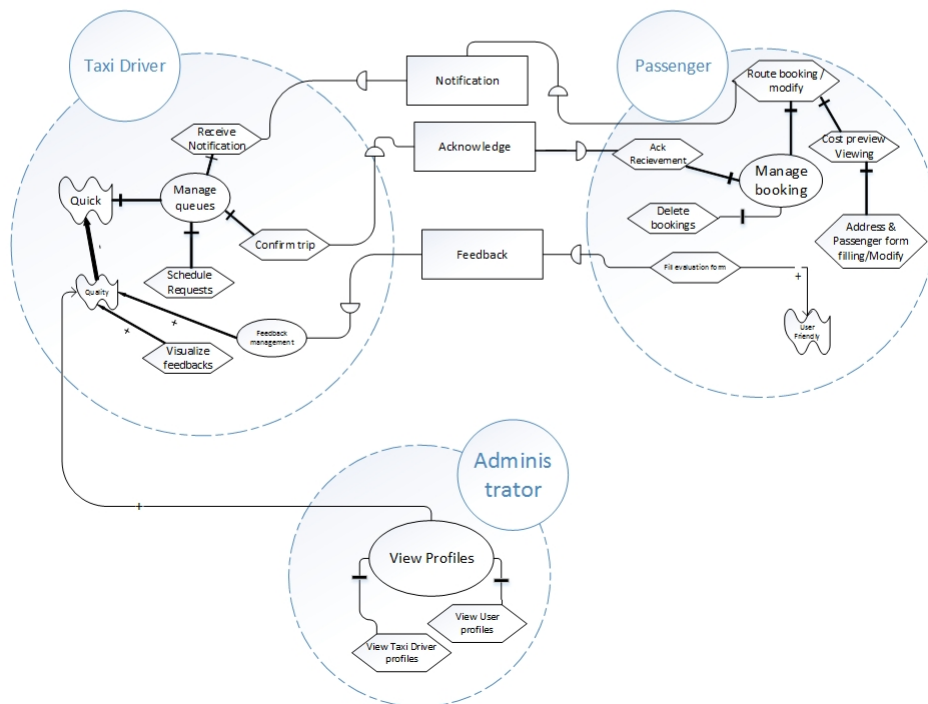 Taxi Driver
Notification
Passenger
Route booking /
modify
Receive
Notification
Acknowledge
Ack
Recievement
Cost preview
Viewing
Quick
Manage
queues
Manage
booking
Delete
bookings
Confirm trip
Address &
Passenger form
filling/Modify
Schedule
Requests
Feedback
Fill evaluation form
Quality
Feedback
management
User
Friendly
Visualize
feedbacks
Adminis
trator
View Profiles
View User
profiles
View Taxi Driver
profiles